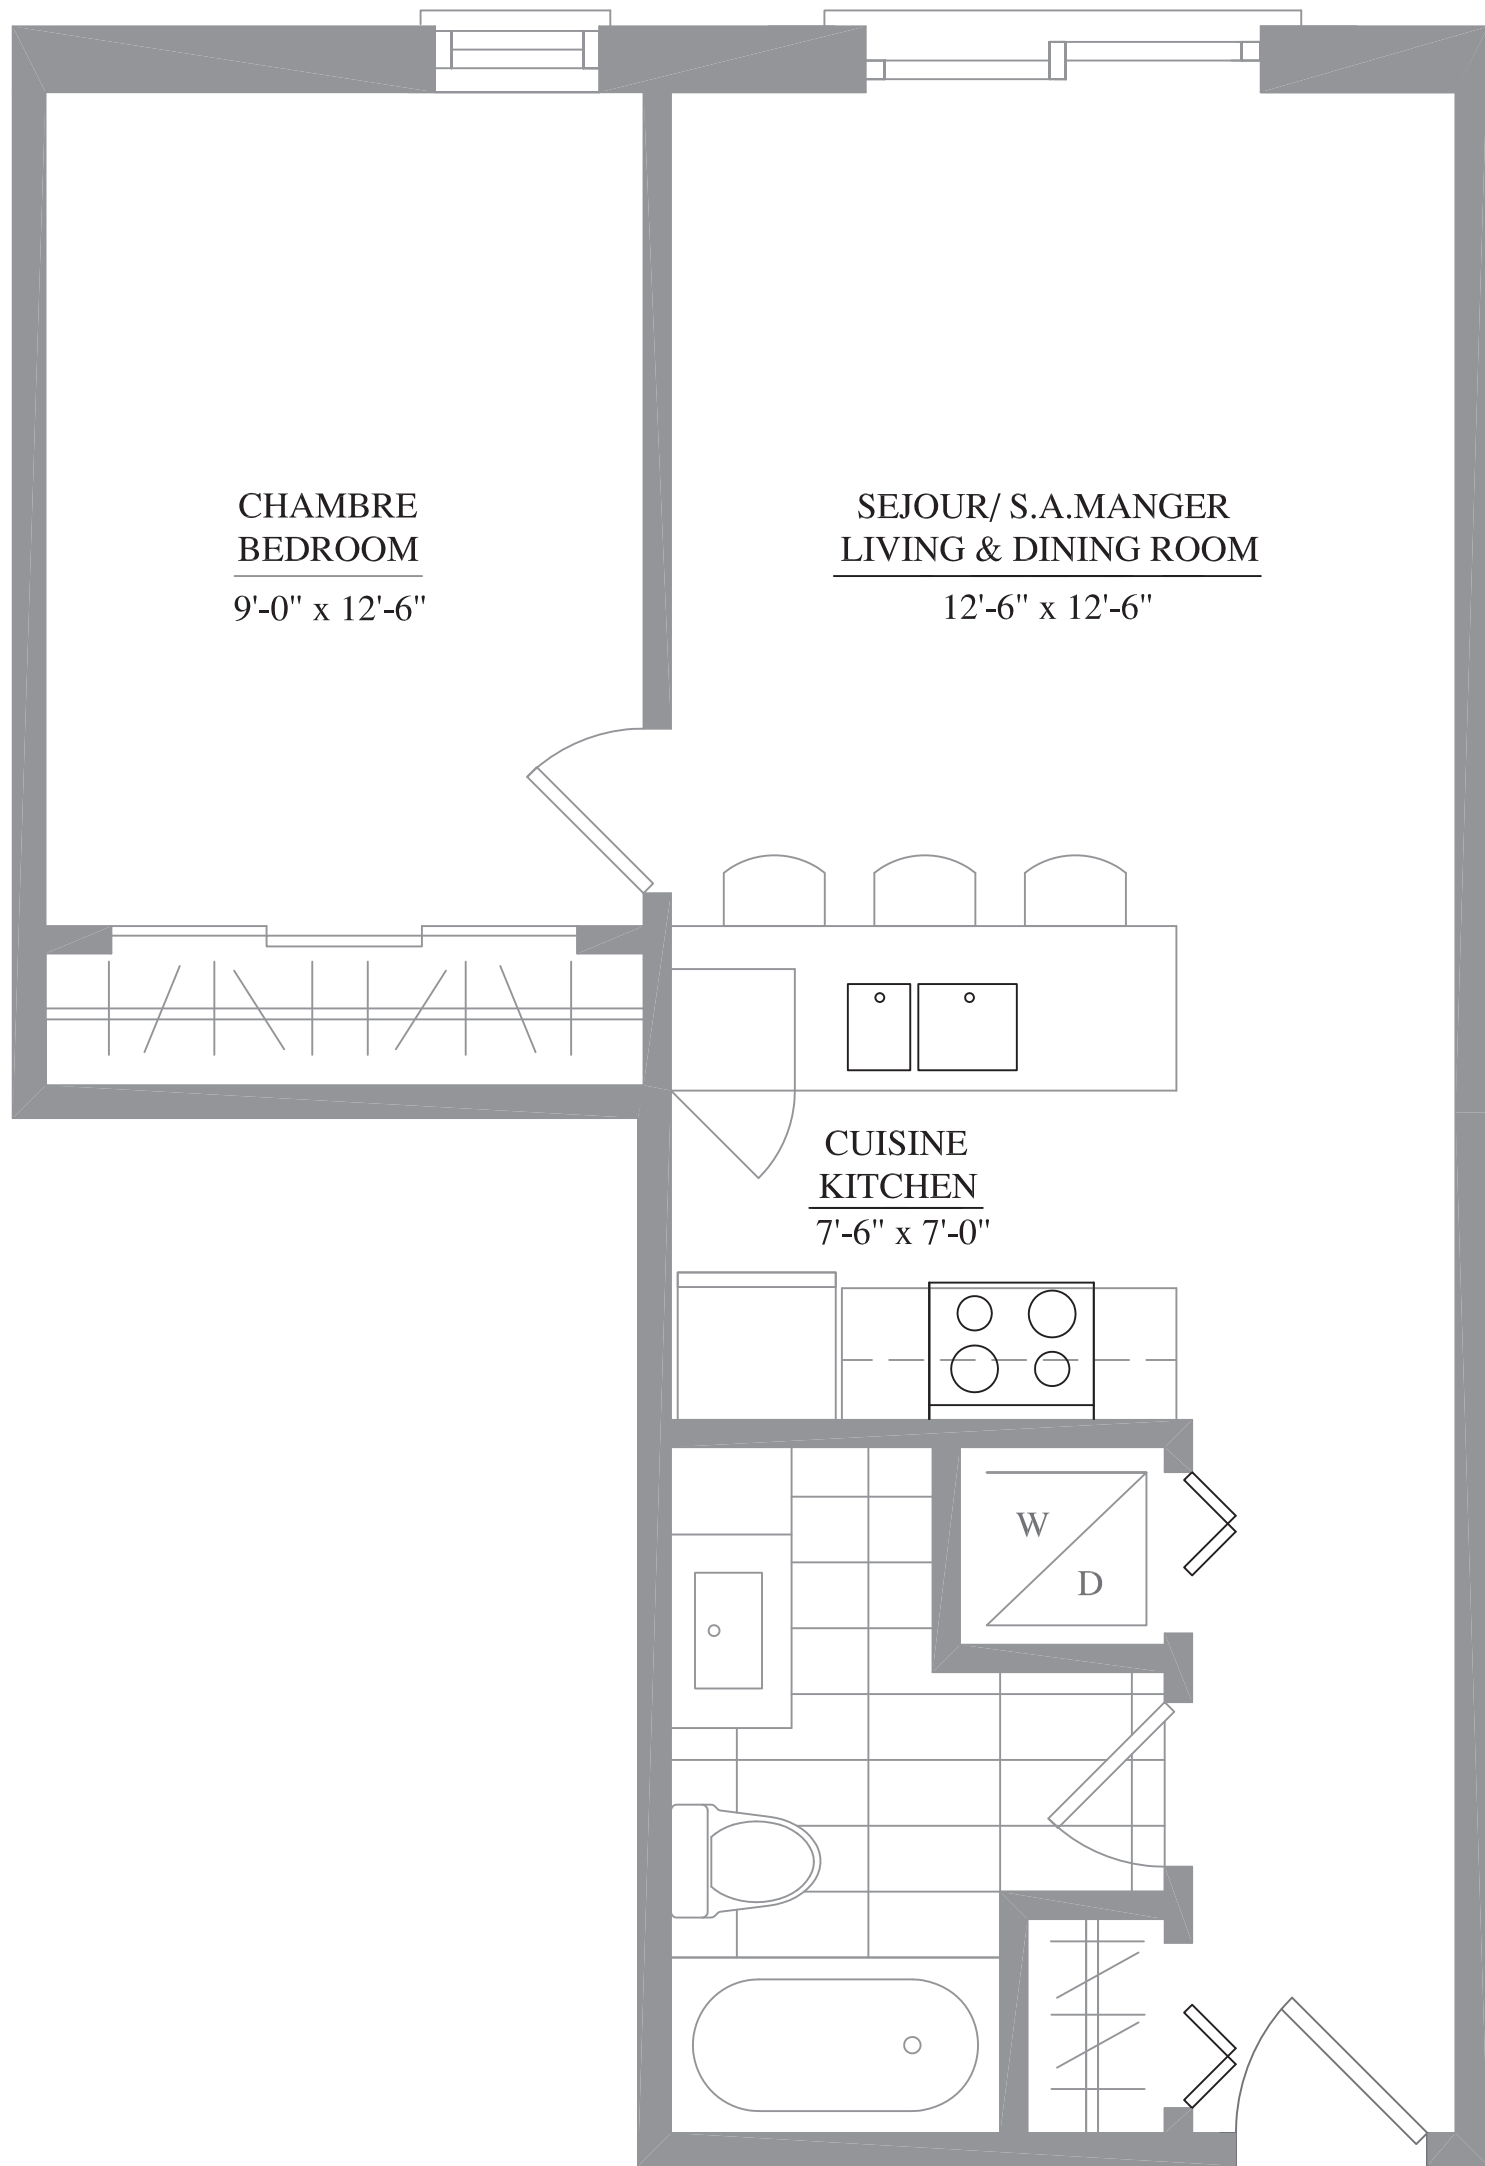 CHAMBRE
BEDROOM
9'-0" x 12'-6"
SEJOUR/ S.A.MANGER
LIVING & DINING ROOM
12'-6" x 12'-6"
CUISINE
KITCHEN
7'-6" x 7'-0"
W
D